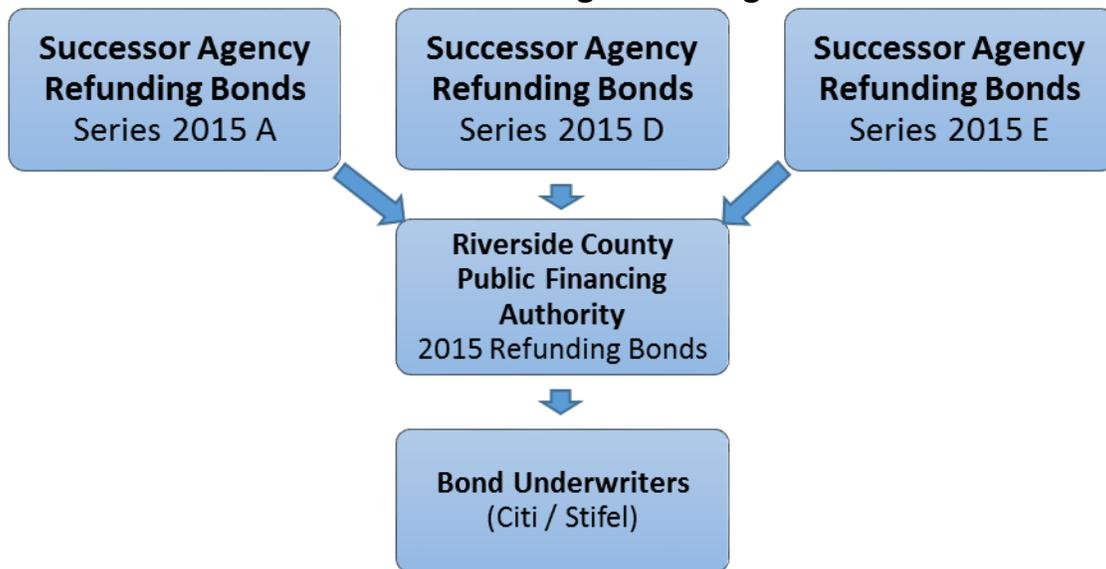 Successor Agency
Refunding Bonds
Series 2015 A
Successor Agency
Refunding Bonds
Series 2015 D
Successor Agency
Refunding Bonds
Series 2015 E
Riverside County
Public Financing
Authority
2015 Refunding Bonds
Bond Underwriters
(Citi / Stifel)